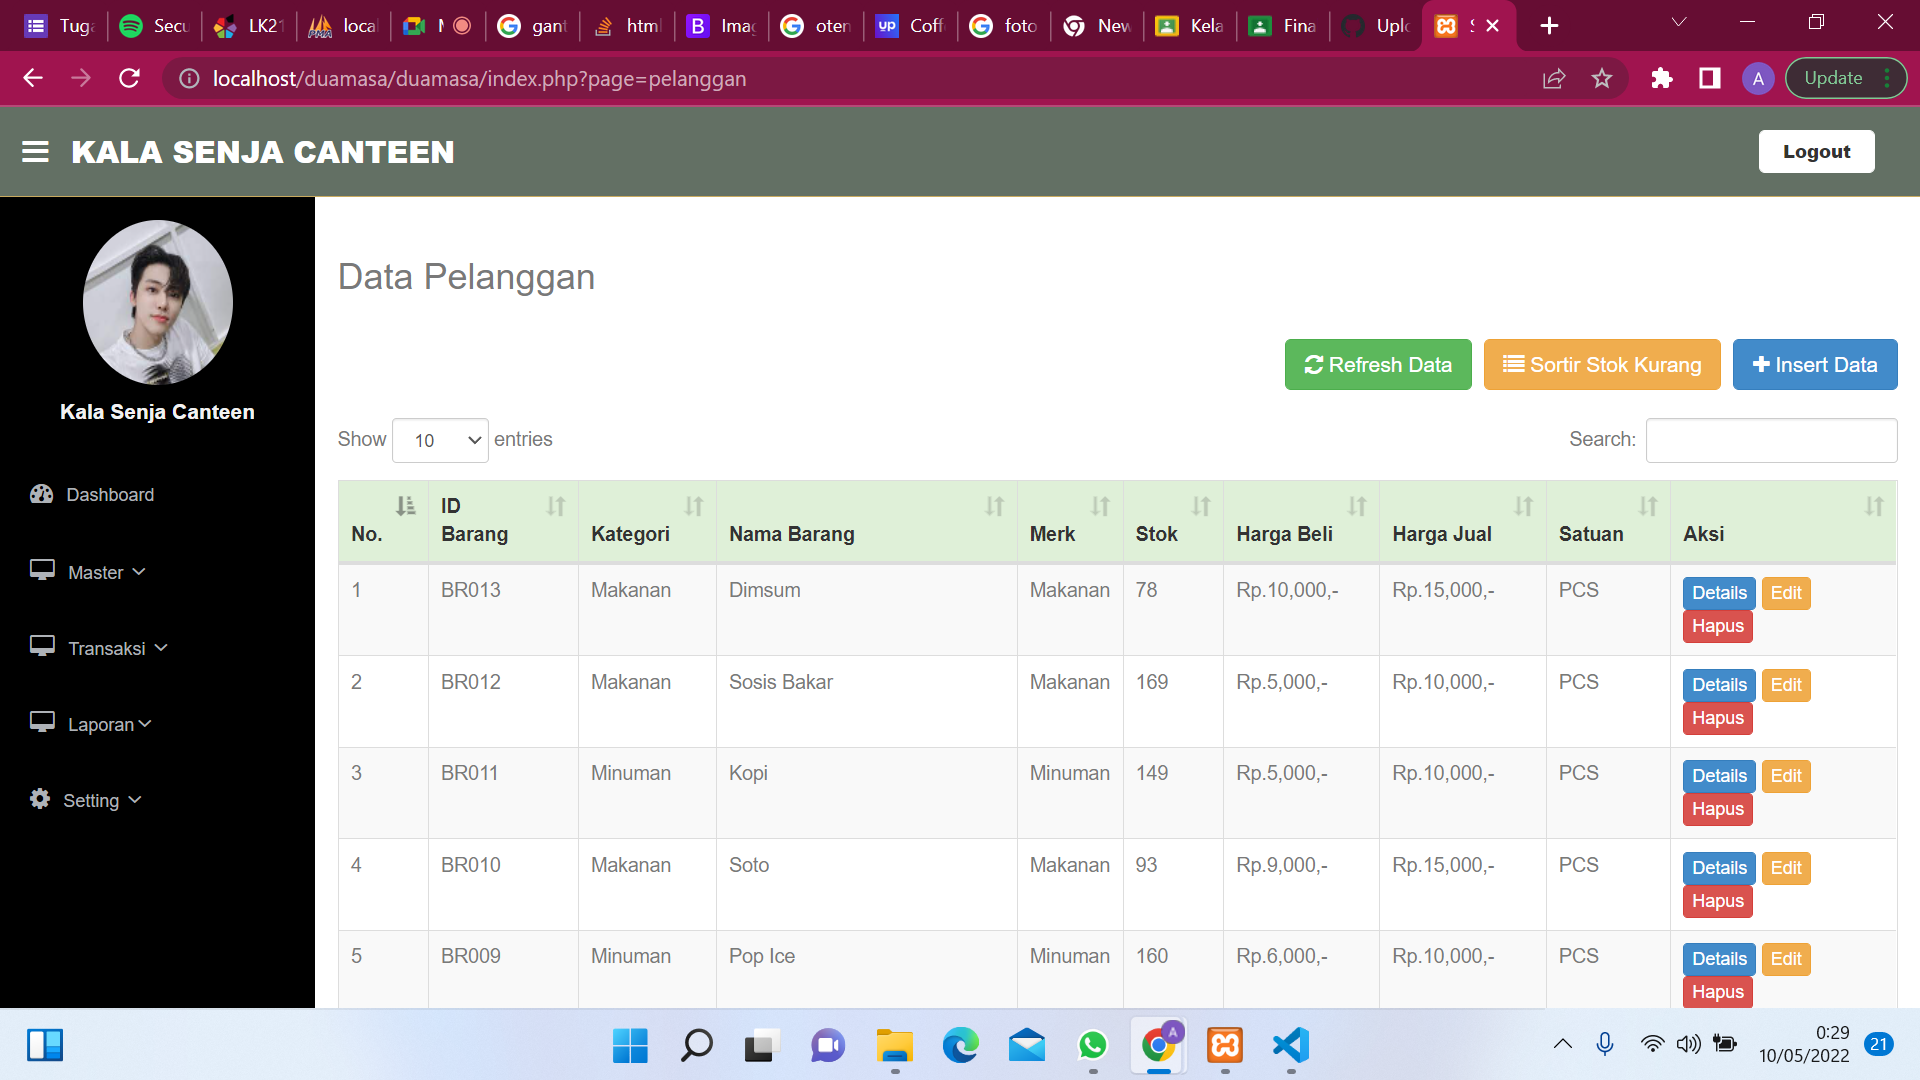 Tuga
Secu
LK21
loca
gant
html
Imag
oten
Coff
foto
New
Kela
Fina
Uplo
localhost/duamasa/duamasa/index.php?page=pelanggan
A
Update
KALA SENJA CANTEEN
Logout
Kala Senja Canteen
Dashboard
Master
Transaksi
Laporan
Setting
Data Pelanggan
Refresh Data
Sortir Stok Kurang
Insert Data
Show 10 entries
Search:
No. ID Barang Kategori Nama Barang Merk Stok Harga Beli Harga Jual Satuan Aksi
1 BR013 Makanan Dimsum Makanan 78 Rp.10,000,- Rp.15,000,- PCS Details Edit
Hapus
2 BR012 Makanan Sosis Bakar Makanan 169 Rp.5,000,- Rp.10,000,- PCS Details Edit
Hapus
3 BR011 Minuman Kopi Minuman 149 Rp.5,000,- Rp.10,000,- PCS Details Edit
Hapus
4 BR010 Makanan Soto Makanan 93 Rp.9,000,- Rp.15,000,- PCS Details Edit
Hapus
5 BR009 Minuman Pop Ice Minuman 160 Rp.6,000,- Rp.10,000,- PCS Details Edit
Hapus
0:29
10/05/2022
21